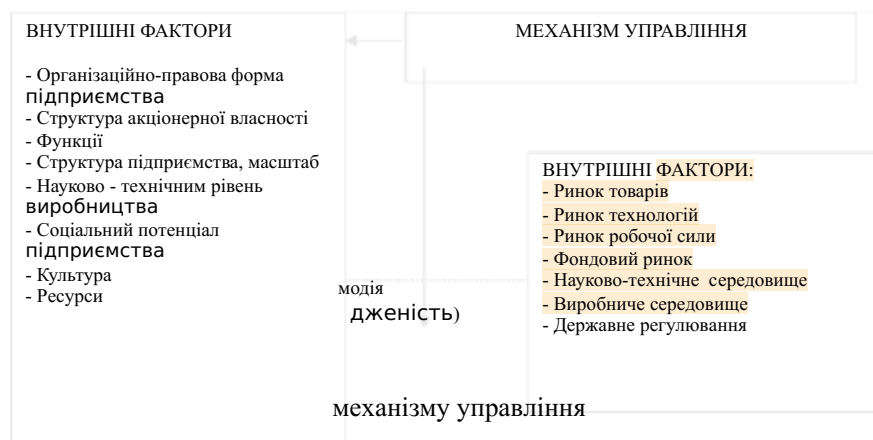 ВНУТРІШНІ ФАКТОРИ
- Організаційно-правова форма
підприємства
- Структура акціонерної власності
- Функції
- Структура підприємства, масштаб
- Науково - технічним рівень
виробництва
- Соціальний потенціал
підприємства
- Культура
- Ресурси
МЕХАНІЗМ УПРАВЛІННЯ
ВНУТРІШНІ ФАКТОРИ:
- Ринок товарів
- Ринок технологій
- Ринок робочої сили
- Фондовий ринок
- Науково-технічне середовище
- Виробниче середовище
- Державне регулювання
модія
дженість)
механізму управління